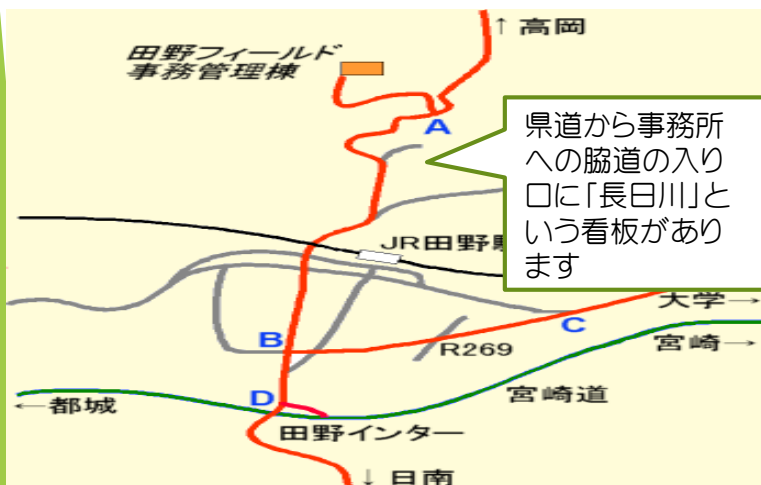 ↑高岡
田野フィールド
事務管理棟
A
県道から事務所
への脇道の入り
口に「長日川」と
いう看板があり
ます
JR田野
大学→
C
B
R269
宮崎→
D
宮崎道
←都城
田野インター
↓日南